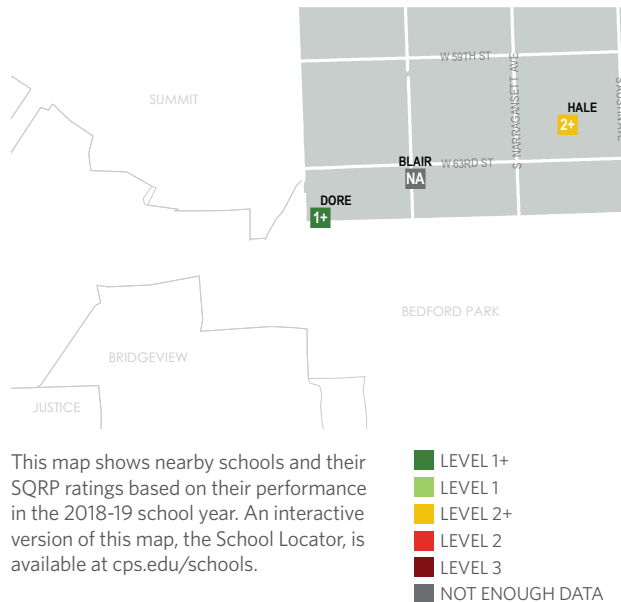 W 59TH ST
SUMMIT
S NARRAGANSETT AVE
HALE
2+
BLAIR
W 63RD ST
NA
DORE
1+
BEDFORD PARK
BRIDGEVIEW
JUSTICE
This map shows nearby schools and their
SQRP ratings based on their performance
in the 2018-19 school year. An interactive
version of this map, the School Locator, is
available at cps.edu/schools.
LEVEL 1+
LEVEL 1
LEVEL 2+
LEVEL 2
LEVEL 3
NOT ENOUGH DATA